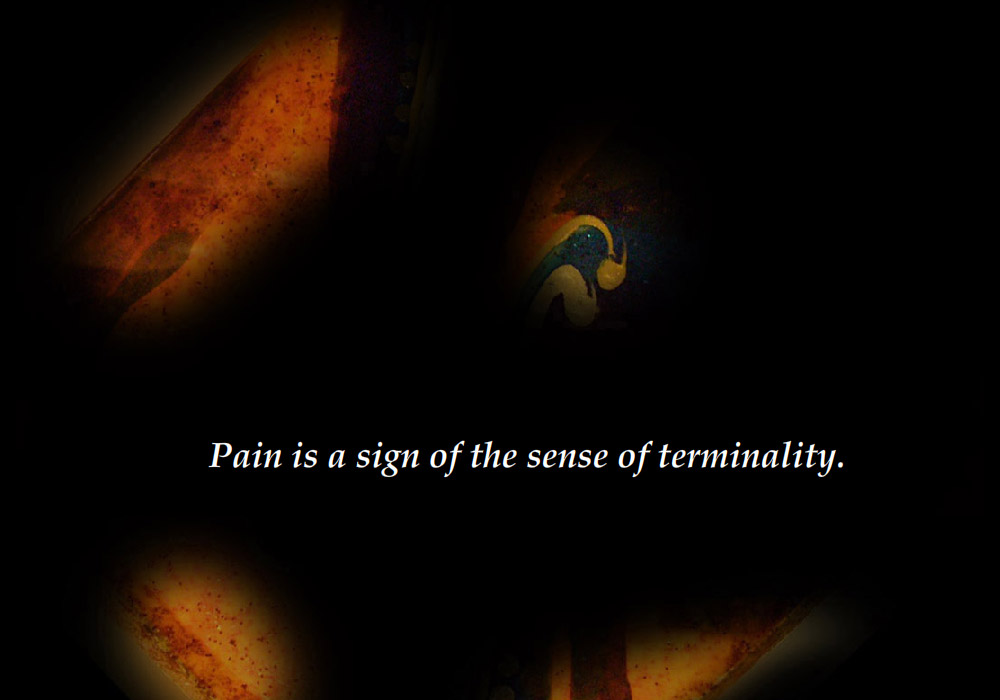 Pain is a sign of the sense of terminality.